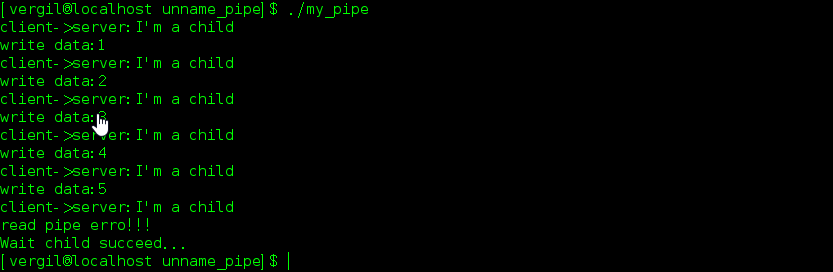 [vergil@localhost unname_pipe]$ ./my_pipe
client->server:I'm a child
write data:1
client->server:I'm a child
write data:2
client->server:I'm a child
write data:3
client->server:I'm a child
write data:4
client->server:I'm a child
write data:5
client->server:I'm a child
read pipe erro!!!
Wait child succeed...
[vergil@localhost unname_pipe]$